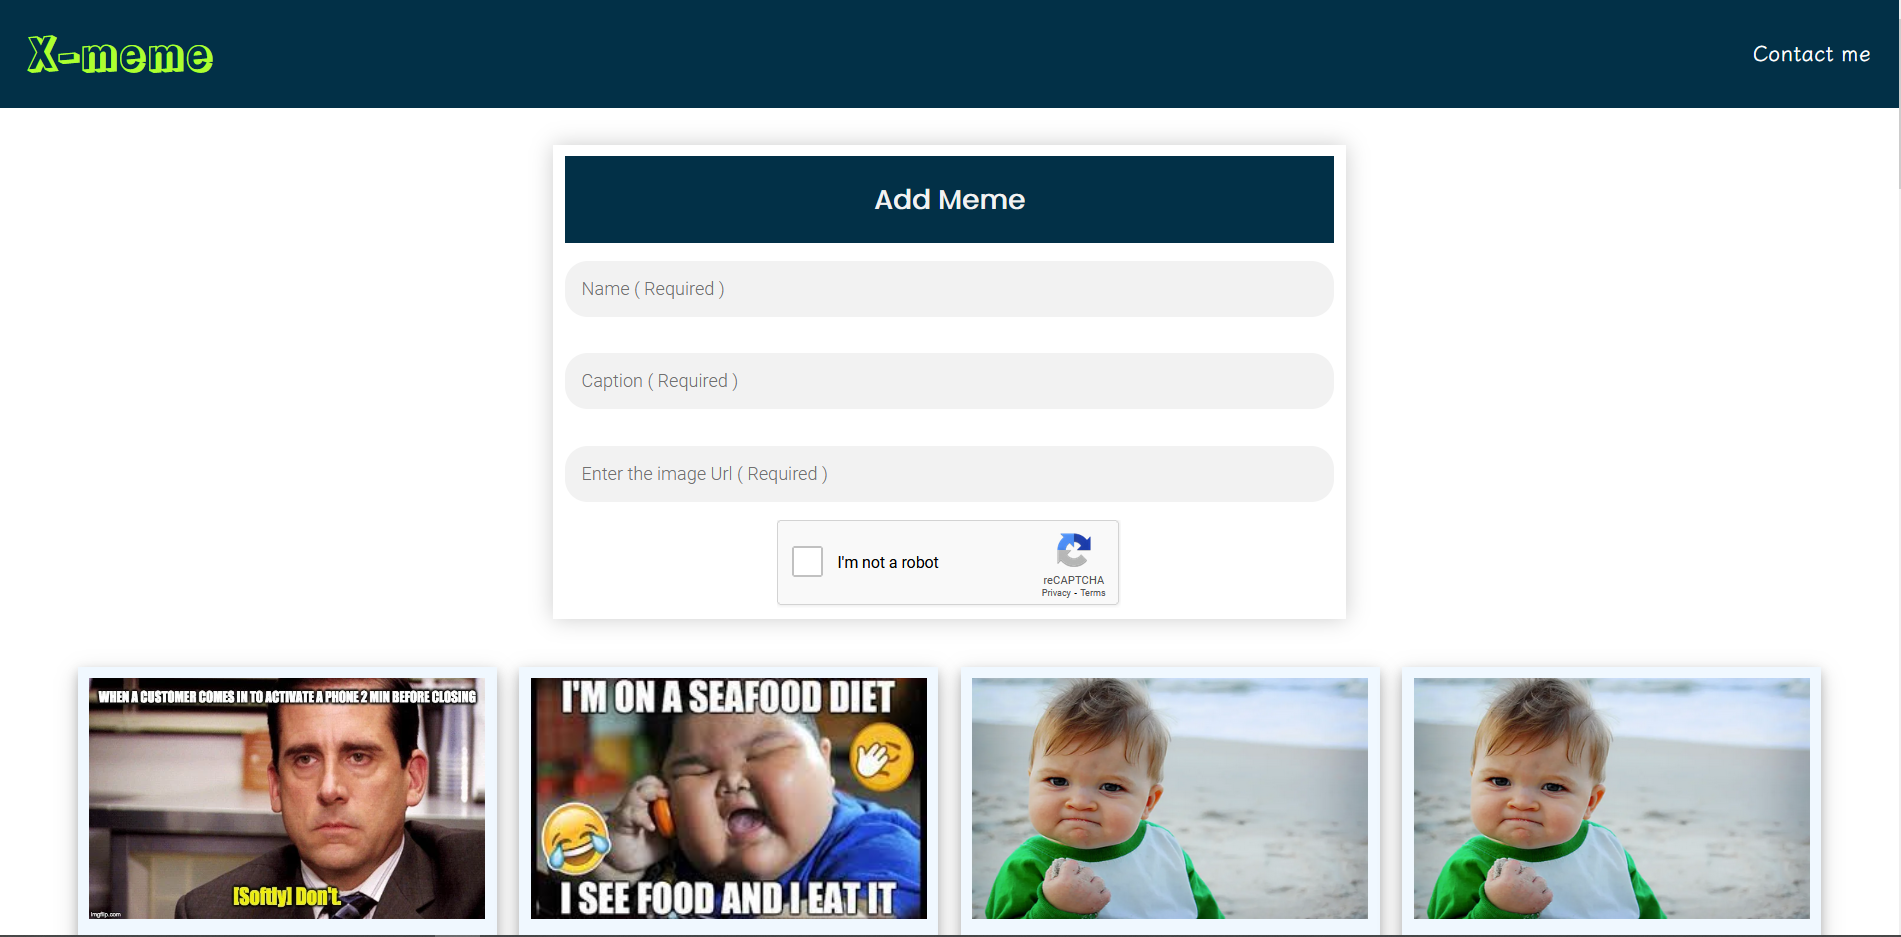 X-meme
Contact me
Add Meme
Name ( Required )
Caption ( Required )
Enter the image Url ( Required )
I'm not a robot
reCAPTCHA
Privacy - Terms
WHEN A CUSTOMER COMES IN TO ACTIVATE A PHONE 2 MIN BEFORE CLOSING
[Softly] Don't.
imgflip.com
I'M ON A SEAFOOD DIET
I SEE FOOD AND I EAT IT